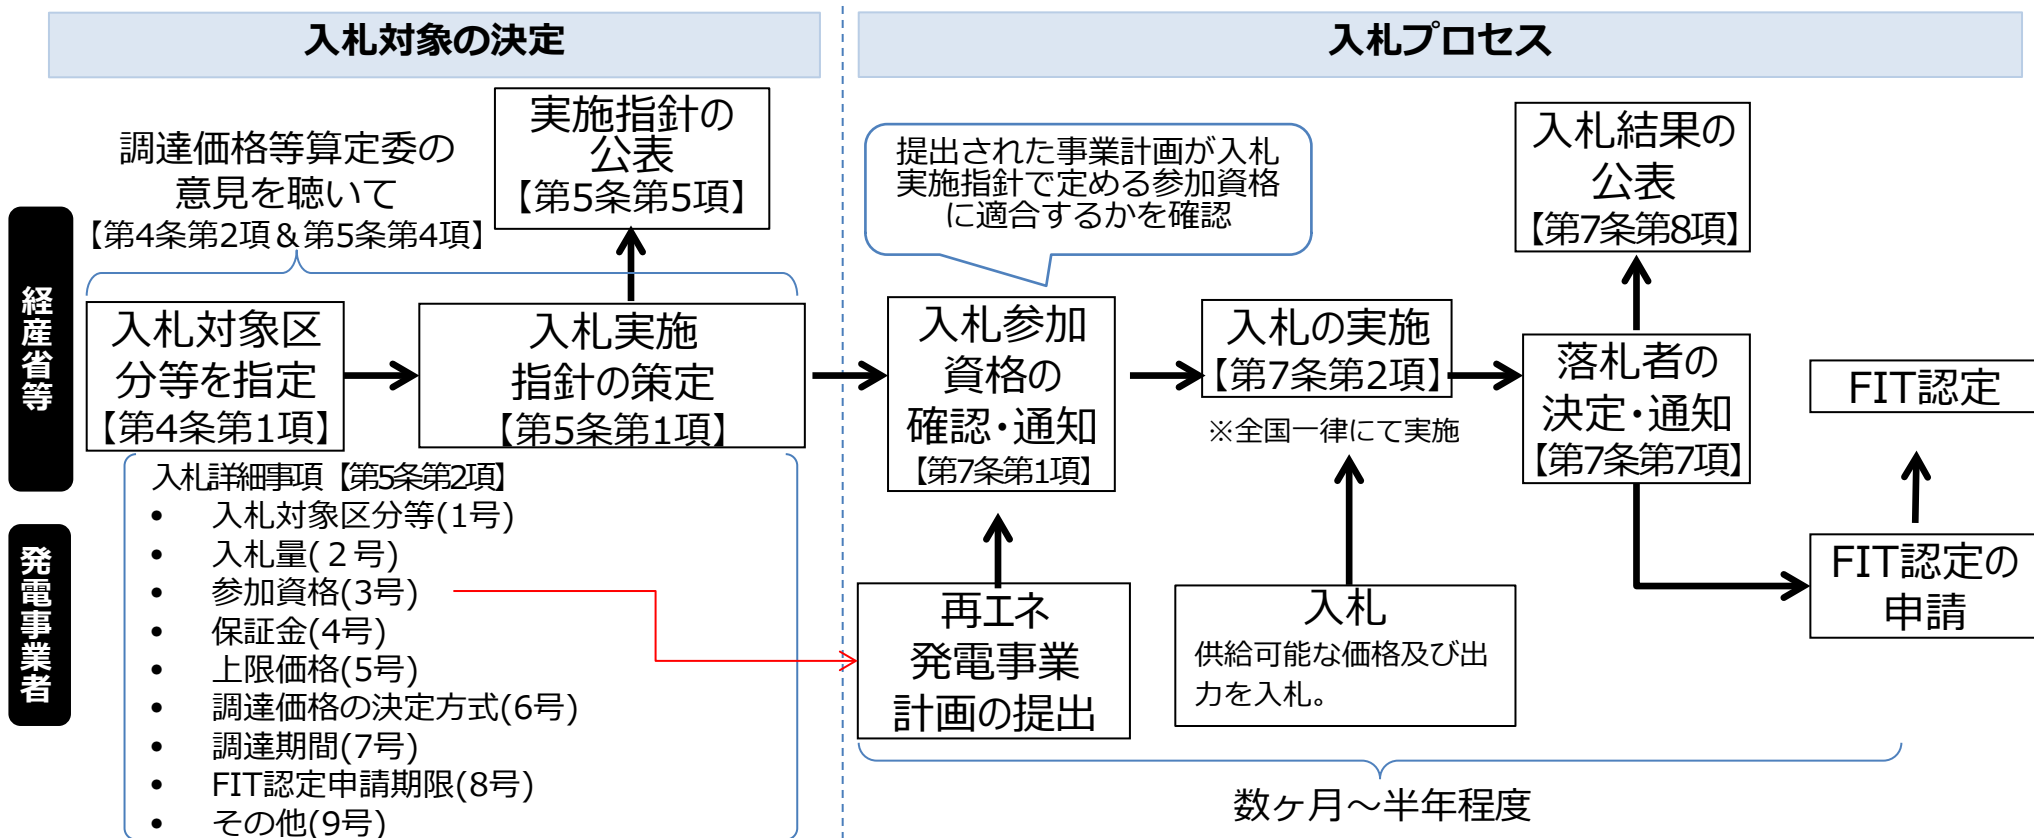 入札対象の決定
入札プロセス
経産省等
発電事業者
調達価格等算定委の
意見を聴いて
【第4条第2項＆第5条第4項】
実施指針の
公表
【第5条第5項】
入札対象区
分等を指定
【第4条第1項】
入札実施
指針の策定
【第5条第1項】
入札詳細事項【第5条第2項】
• 入札対象区分等(1号)
• 入札量(２号)
• 参加資格(3号)
• 保証金(4号)
• 上限価格(5号)
• 調達価格の決定方式(6号)
• 調達期間(7号)
• FIT認定申請期限(8号)
• その他(9号)
提出された事業計画が入札
実施指針で定める参加資格
に適合するかを確認
入札参加
資格の
確認・通知
【第7条第1項】
再エネ
発電事業
計画の提出
入札の実施
【第7条第2項】
※全国一律にて実施
入札
供給可能な価格及び出
力を入札。
入札結果の
公表
【第7条第8項】
落札者の
決定・通知
【第7条第7項】
FIT認定
FIT認定の
申請
数ヶ月～半年程度